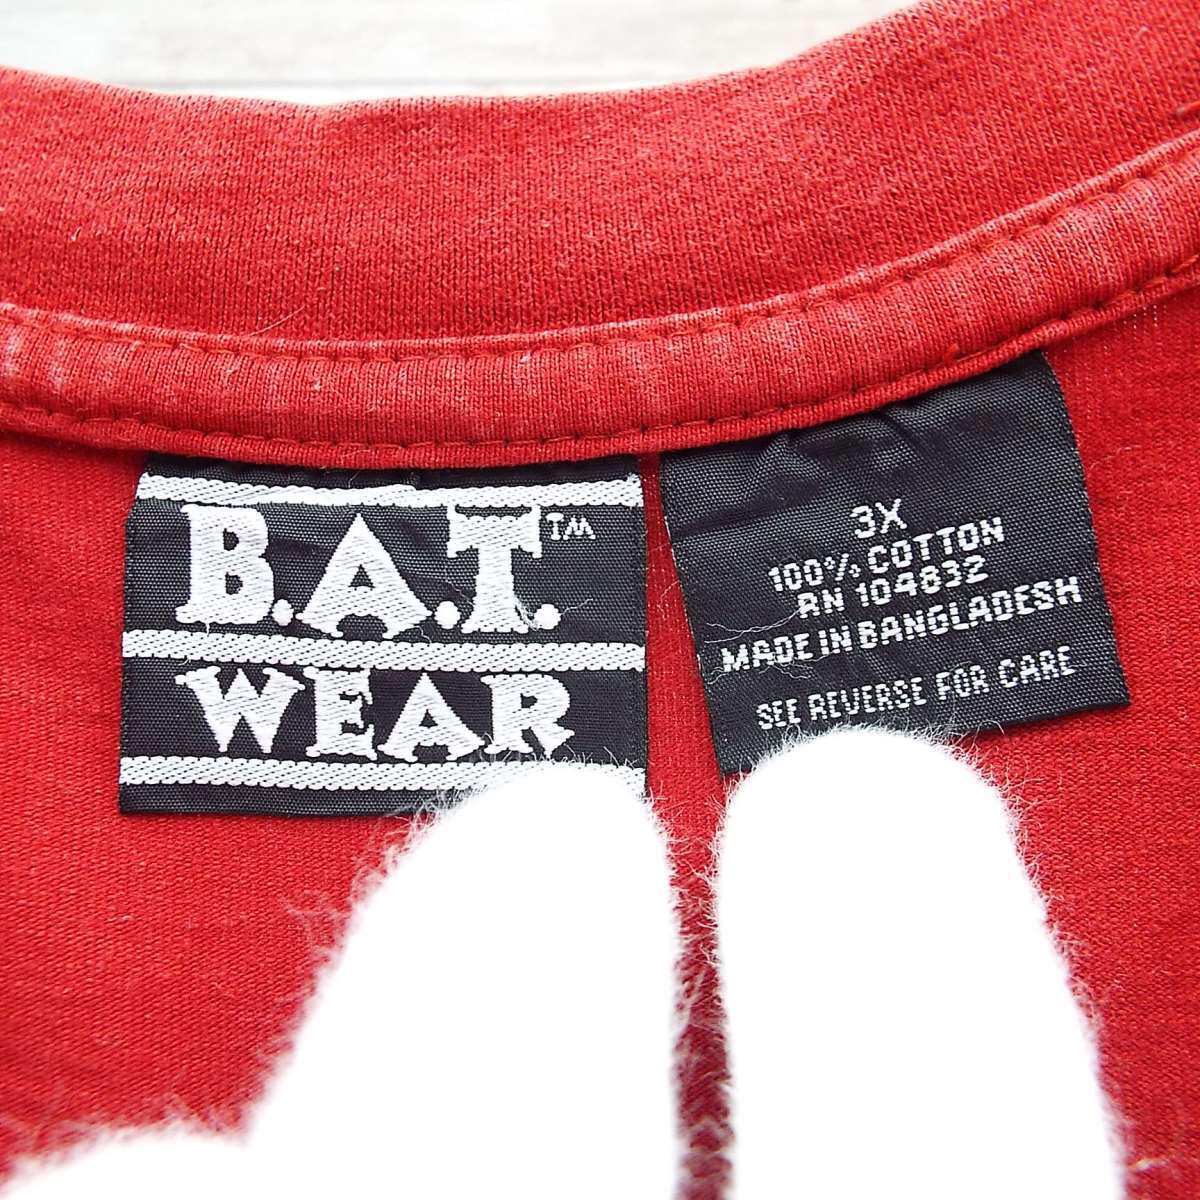 B.A.T.™
WEAR
3X
100% COTTON
RN 104832
MADE IN BANGLADESH
SEE REVERSE FOR CARE